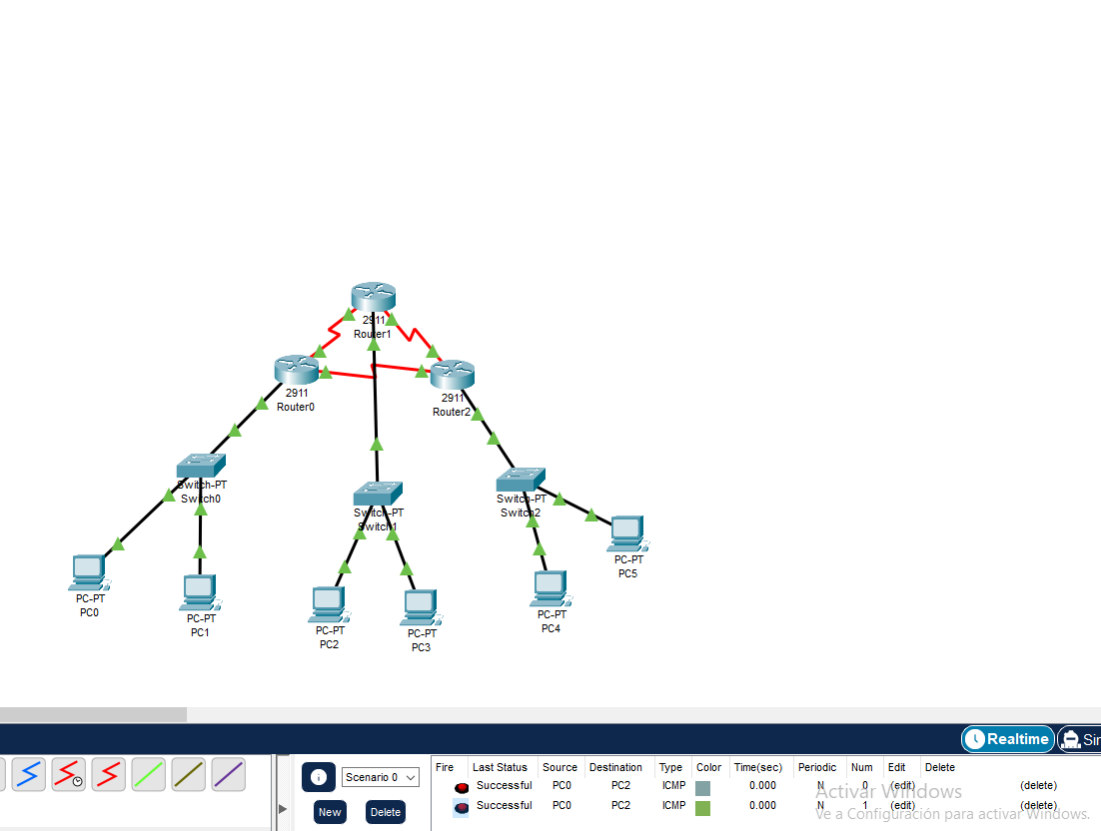 2911
Router1
2911
Router0
2911
Router2
Switch-PT
Switch0
Switch-PT
Switch1
Switch-PT
Switch2
PC-PT
PC0
PC-PT
PC1
PC-PT
PC2
PC-PT
PC3
PC-PT
PC4
PC-PT
PC5
Realtime
Sir
Scenario 0
New
Delete
Fire Last Status Source Destination Type Color Time(sec) Periodic Num Edit Delete
Successful PC0 PC2 ICMP 0.000 N 0 (edit) (delete)
Successful PC0 PC2 ICMP 0.000 N 1 (edit) (delete)
Activar Windows
Ve a Configuración para activar Windows.